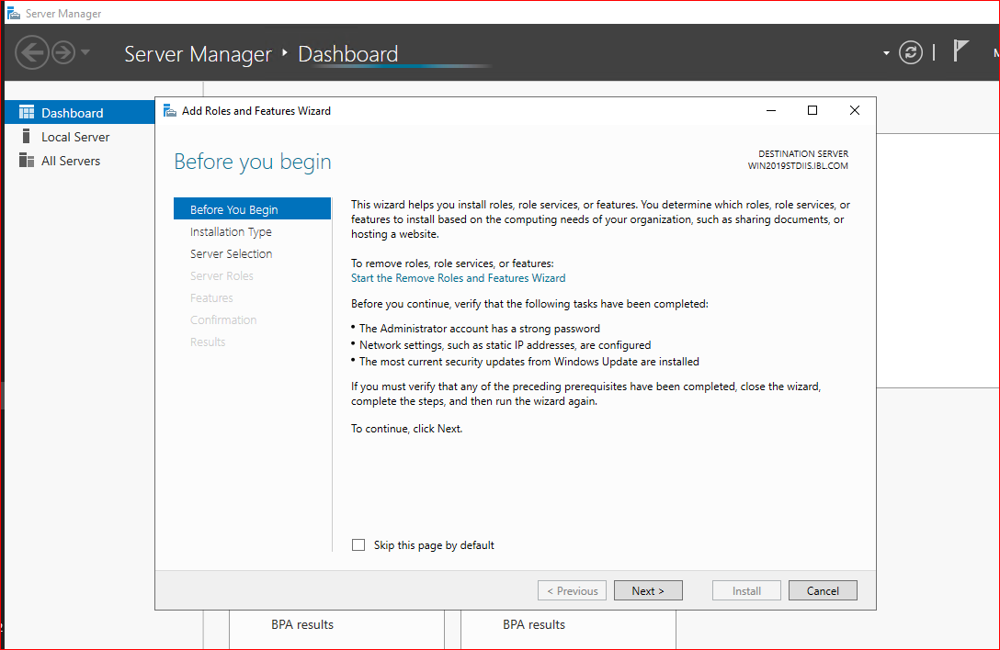 Server Manager
Server Manager
Dashboard
Dashboard
Local Server
All Servers
Add Roles and Features Wizard
Before you begin
DESTINATION SERVER
WIN2019STDIIS.IBL.COM
Before You Begin
Installation Type
Server Selection
Server Roles
Features
Confirmation
Results
This wizard helps you install roles, role services, or features. You determine which roles, role services, or
features to install based on the computing needs of your organization, such as sharing documents, or
hosting a website.
To remove roles, role services, or features:
Start the Remove Roles and Features Wizard
Before you continue, verify that the following tasks have been completed:
• The Administrator account has a strong password
• Network settings, such as static IP addresses, are configured
• The most current security updates from Windows Update are installed
If you must verify that any of the preceding prerequisites have been completed, close the wizard,
complete the steps, and then run the wizard again.
To continue, click Next.
Skip this page by default
< Previous
Next >
Install
Cancel
BPA results
BPA results